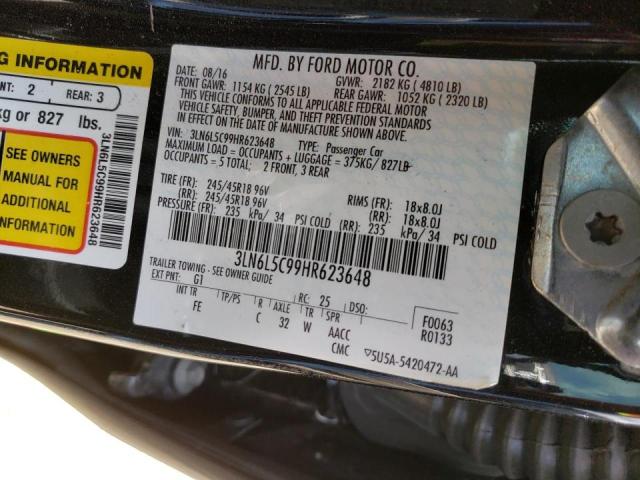 G INFORMATION
NT: 2 REAR: 3
kg or 827 lbs.
SEE OWNERS
MANUAL FOR
ADDITIONAL
INFORMATION
3LN6L5C99HR623648
MFD. BY FORD MOTOR CO.
DATE: 08/16 GVWR: 2182 KG ( 4810 LB)
FRONT GAWR: 1154 KG ( 2545 LB) REAR GAWR: 1052 KG ( 2320 LB)
THIS VEHICLE CONFORMS TO ALL APPLICABLE FEDERAL MOTOR
VEHICLE SAFETY, BUMPER, AND THEFT PREVENTION STANDARDS
IN EFFECT ON THE DATE OF MANUFACTURE SHOWN ABOVE.
VIN: 3LN6L5C99HR623648 TYPE: Passenger Car
MAXIMUM LOAD = OCCUPANTS + LUGGAGE = 375KG/ 827LB
OCCUPANTS = 5 TOTAL: 2 FRONT, 3 REAR
TIRE (FR): 245/45R18 96V RIMS (FR): 18x8.0J
(RR): 245/45R18 96V (RR): 18x8.0J
PRESSURE (FR): 235 kPa/ 34 PSI COLD (RR): 235 kPa/ 34 PSI COLD
3LN6L5C99HR623648
TRAILER TOWING - SEE OWNER GUIDE
EXT PNT: G1 RC: 25 DSO: F0063
INT TR TP/PS R AXLE TR SPR R0133
FE C 32 W AACC
CMC 5U5A-5420472-AA